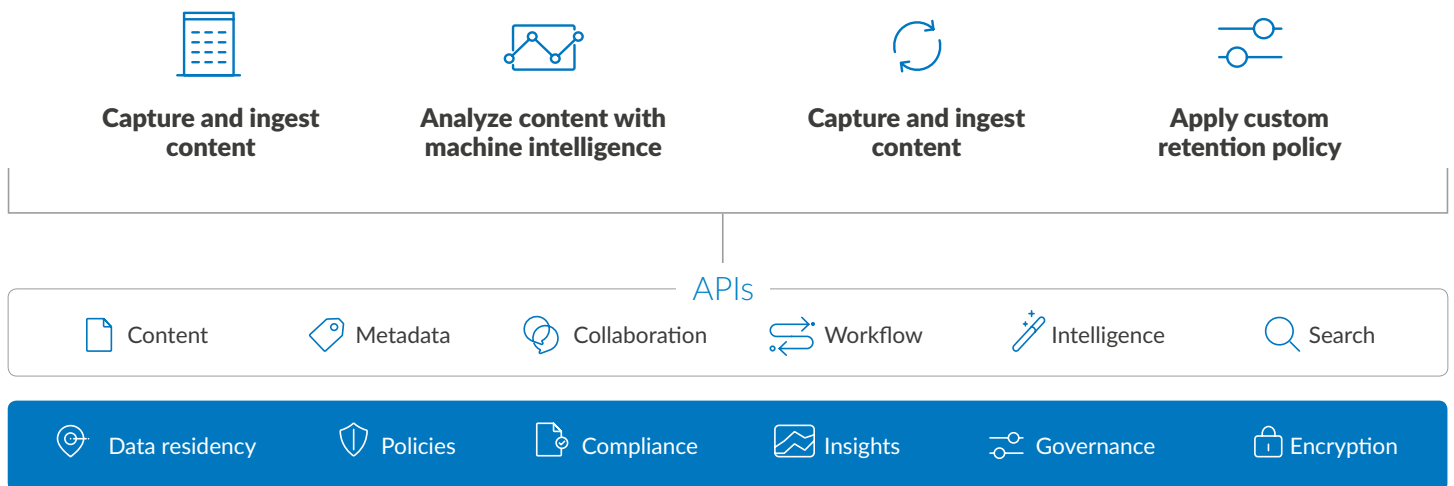 Capture and ingest
content
Analyze content with
machine intelligence
Capture and ingest
content
Apply custom
retention policy
APIs
Content
Metadata
Collaboration
Workflow
Intelligence
Search
Data residency
Policies
Compliance
Insights
Governance
Encryption